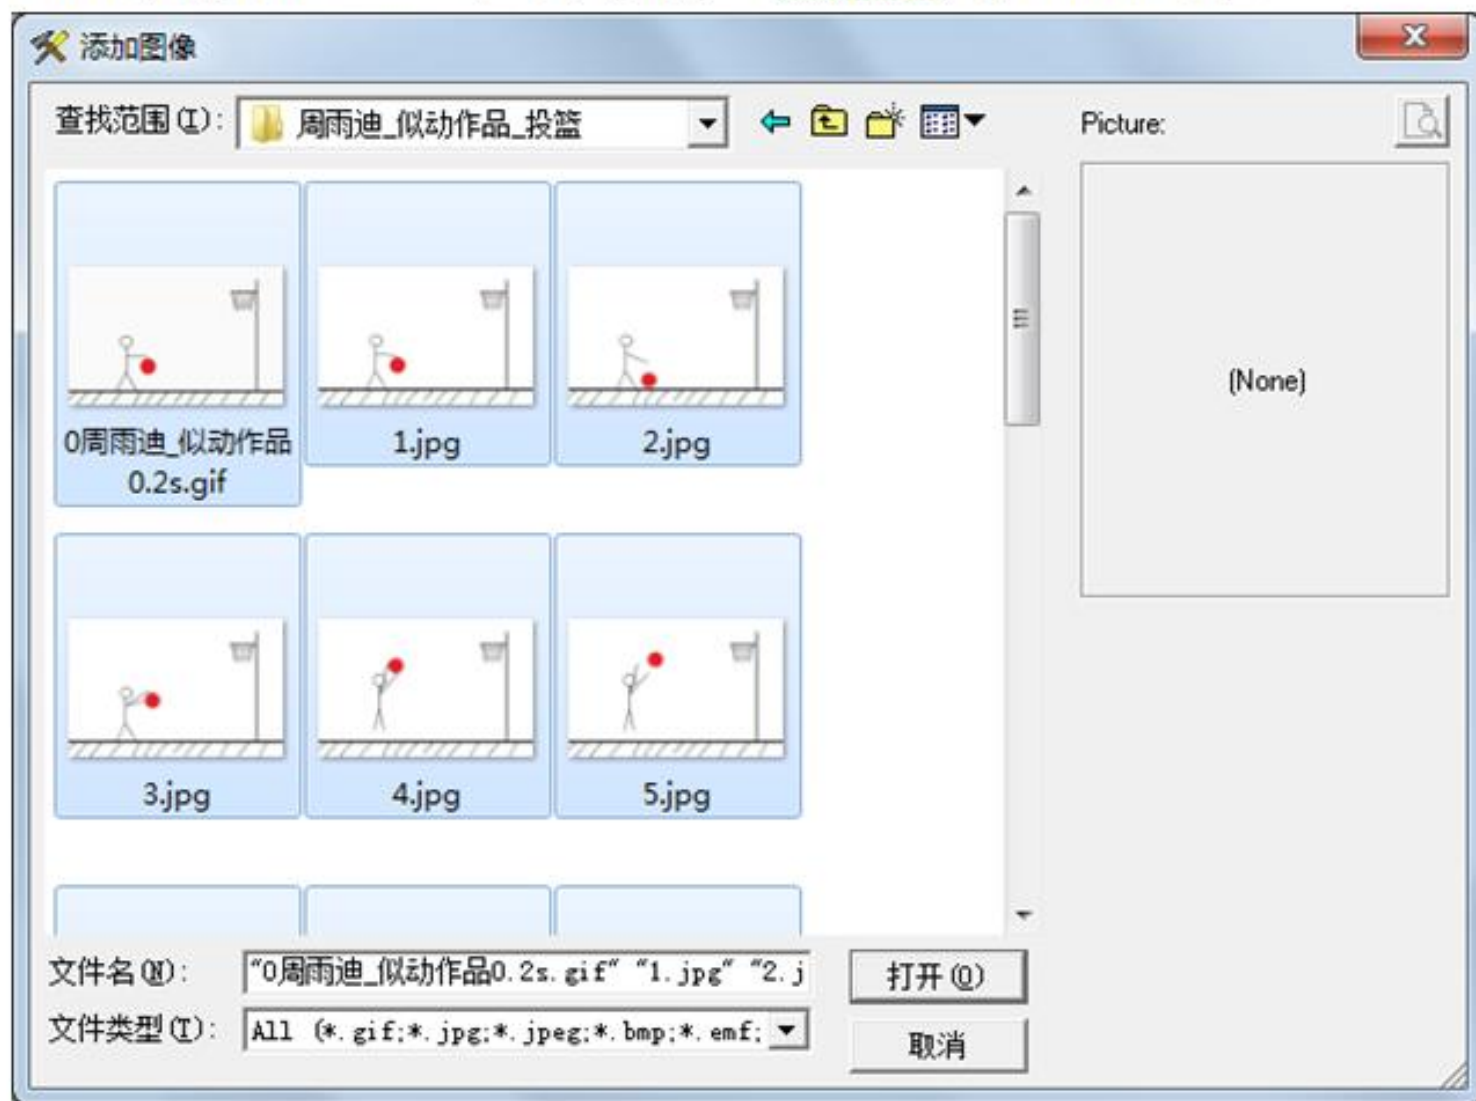 添加图像
查找范围(I): 周雨迪_似动作品_投篮
Picture:
(None)
0周雨迪_似动作品
0.2s.gif
1.jpg
2.jpg
3.jpg
4.jpg
5.jpg
文件名(N): "0周雨迪_似动作品0.2s.gif" "1.jpg" "2.j
打开(O)
文件类型(T): All (*.gif;*.jpg;*.jpeg;*.bmp;*.emf;
取消